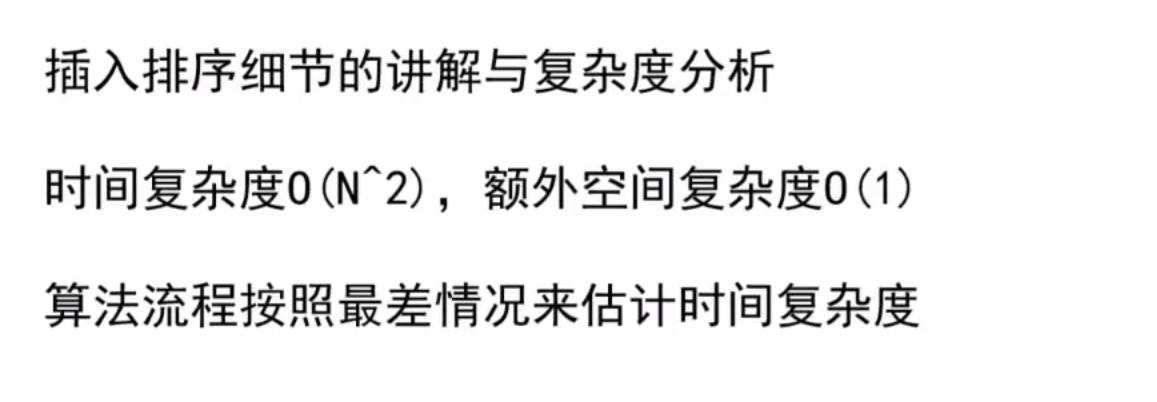 插入排序细节的讲解与复杂度分析
时间复杂度O(N^2)，额外空间复杂度O(1)
算法流程按照最差情况来估计时间复杂度